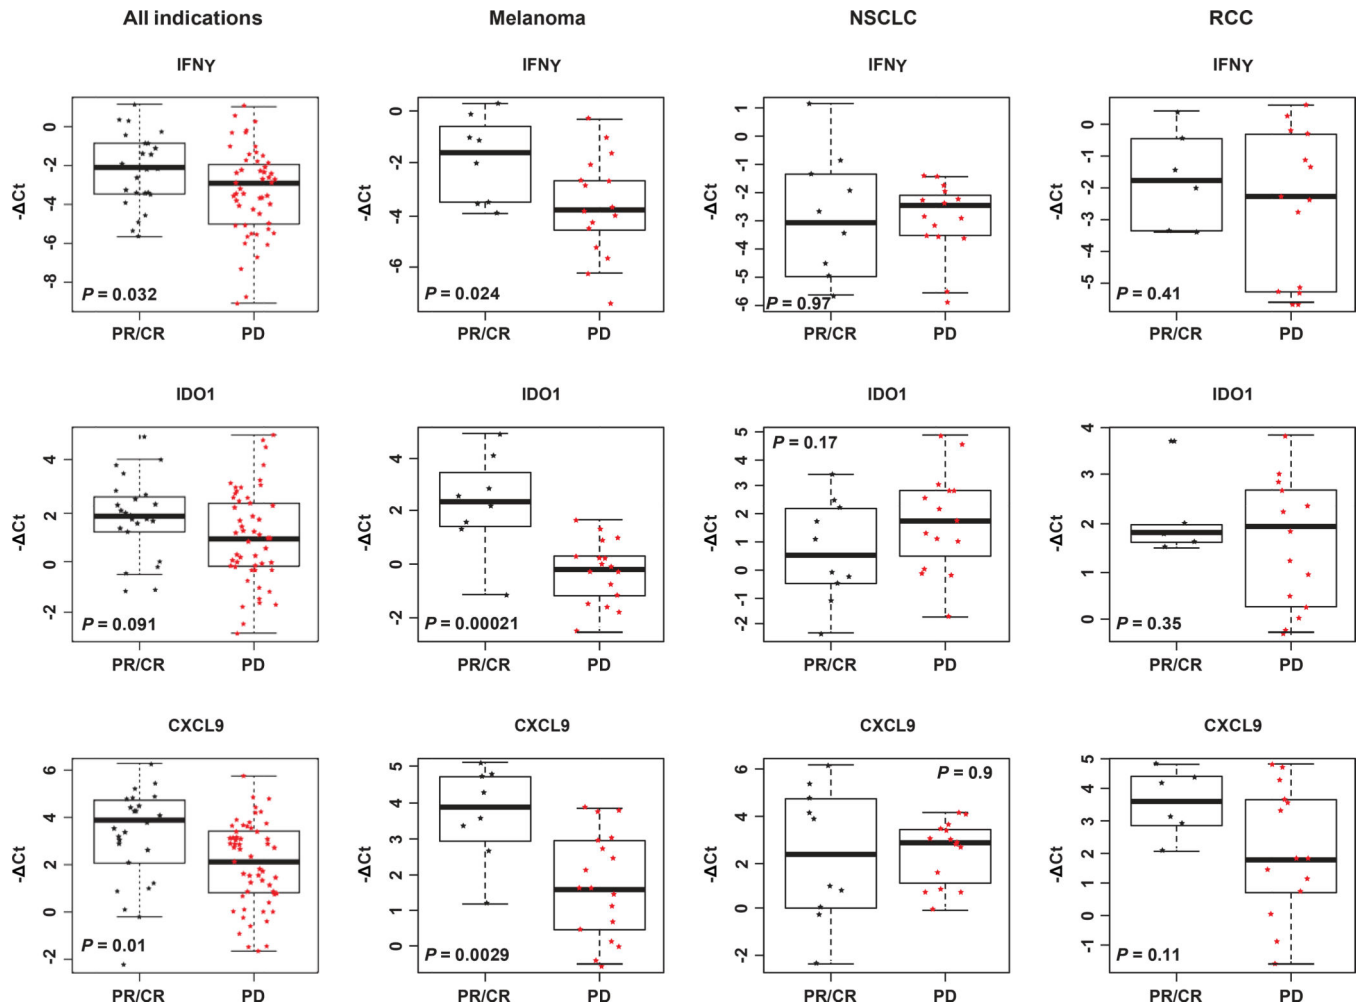 All indications Melanoma NSCLC RCC
IFNγ IFNγ IFNγ IFNγ
-ΔCt 0 -2 -4 -6 -8 P = 0.032 PR/CR PD
-ΔCt 0 -2 -4 -6 P = 0.024 PR/CR PD
-ΔCt 1 0 -1 -2 -3 -4 -5 -6 P = 0.97 PR/CR PD
-ΔCt 0 -1 -2 -3 -4 -5 P = 0.41 PR/CR PD
IDO1 IDO1 IDO1 IDO1
-ΔCt 4 2 0 -2 P = 0.091 PR/CR PD
-ΔCt 4 2 0 -2 P = 0.00021 PR/CR PD
-ΔCt 5 4 3 2 1 0 -1 -2 P = 0.17 PR/CR PD
-ΔCt 4 3 2 1 0 P = 0.35 PR/CR PD
CXCL9 CXCL9 CXCL9 CXCL9
-ΔCt 6 4 2 0 -2 P = 0.01 PR/CR PD
-ΔCt 5 4 3 2 1 0 P = 0.0029 PR/CR PD
-ΔCt 6 4 2 0 -2 P = 0.9 PR/CR PD
-ΔCt 5 4 3 2 1 0 -1 P = 0.11 PR/CR PD